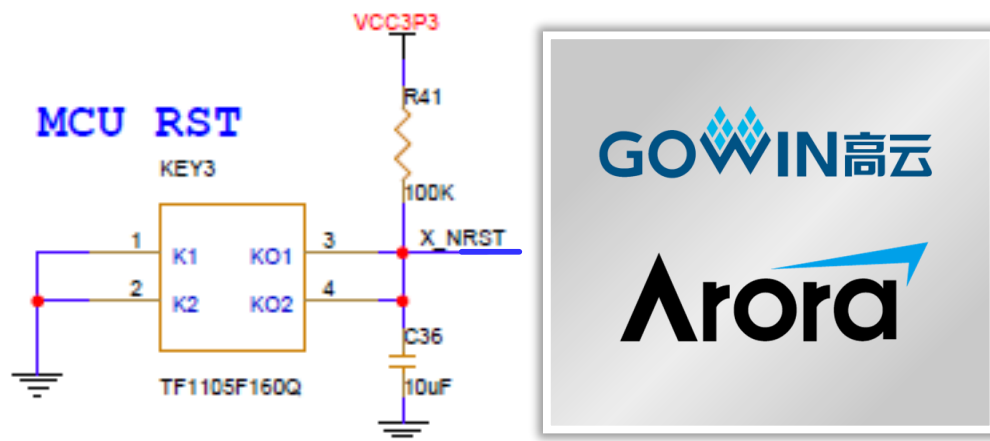 VCC3P3
R41
MCU RST
KEY3
100K
1 K1 KO1 3 X_NRST
2 K2 KO2 4
C36
TF1105F160Q 10uF
GOWIN高云
Arora